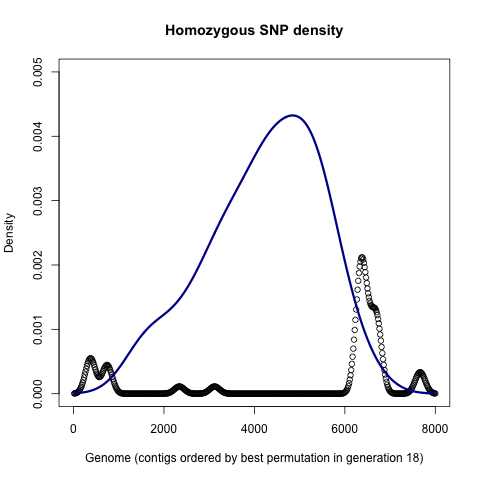 Homozygous SNP density
0.005
0.004
0.003
0.002
0.001
0.000
Density
0 2000 4000 6000 8000
Genome (contigs ordered by best permutation in generation 18)